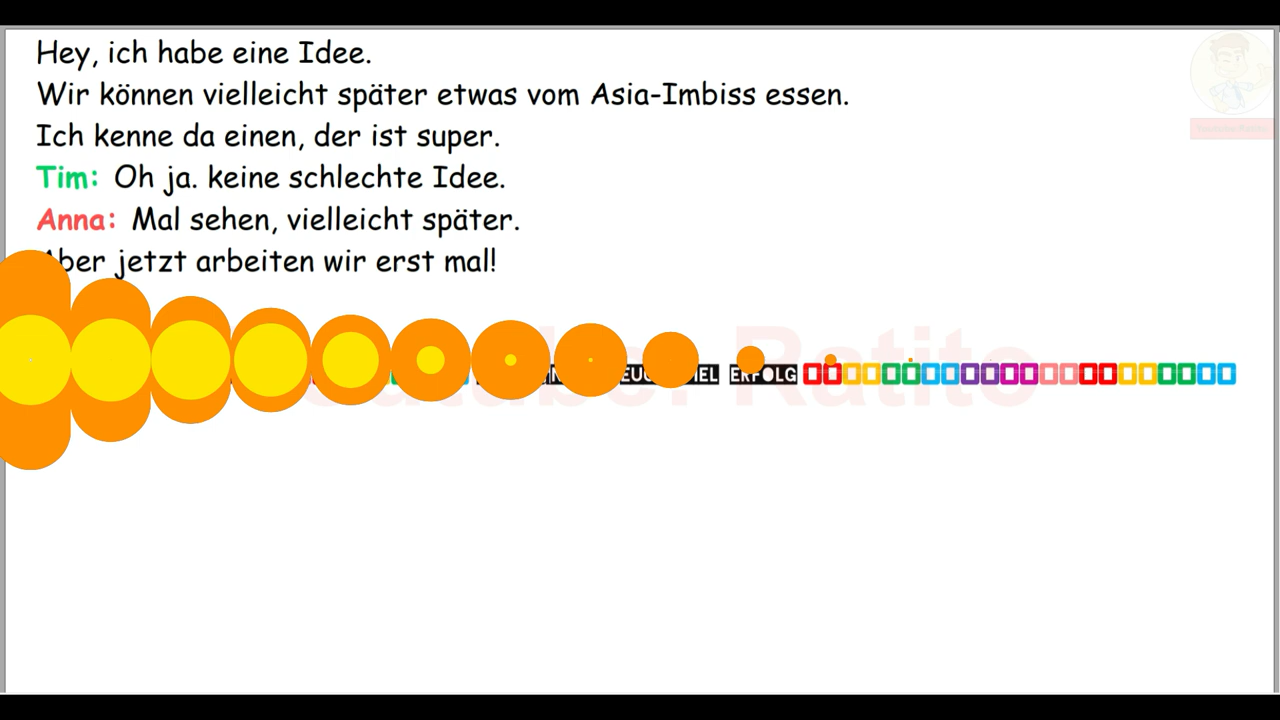 Hey, ich habe eine Idee.
Wir können vielleicht später etwas vom Asia-Imbiss essen.
Ich kenne da einen, der ist super.
Tim: Oh ja. keine schlechte Idee.
Anna: Mal sehen, vielleicht später.
Aber jetzt arbeiten wir erst mal!
ERFOLG
Ratito